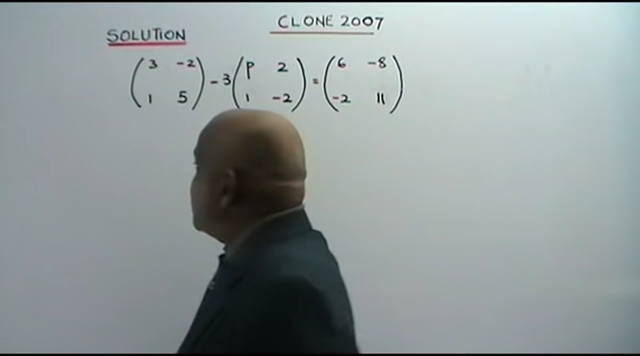 CLONE 2007
SOLUTION
(3 -2) - 3(P 2) = (6 -8)
(1 5) (1 -2) (-2 11)